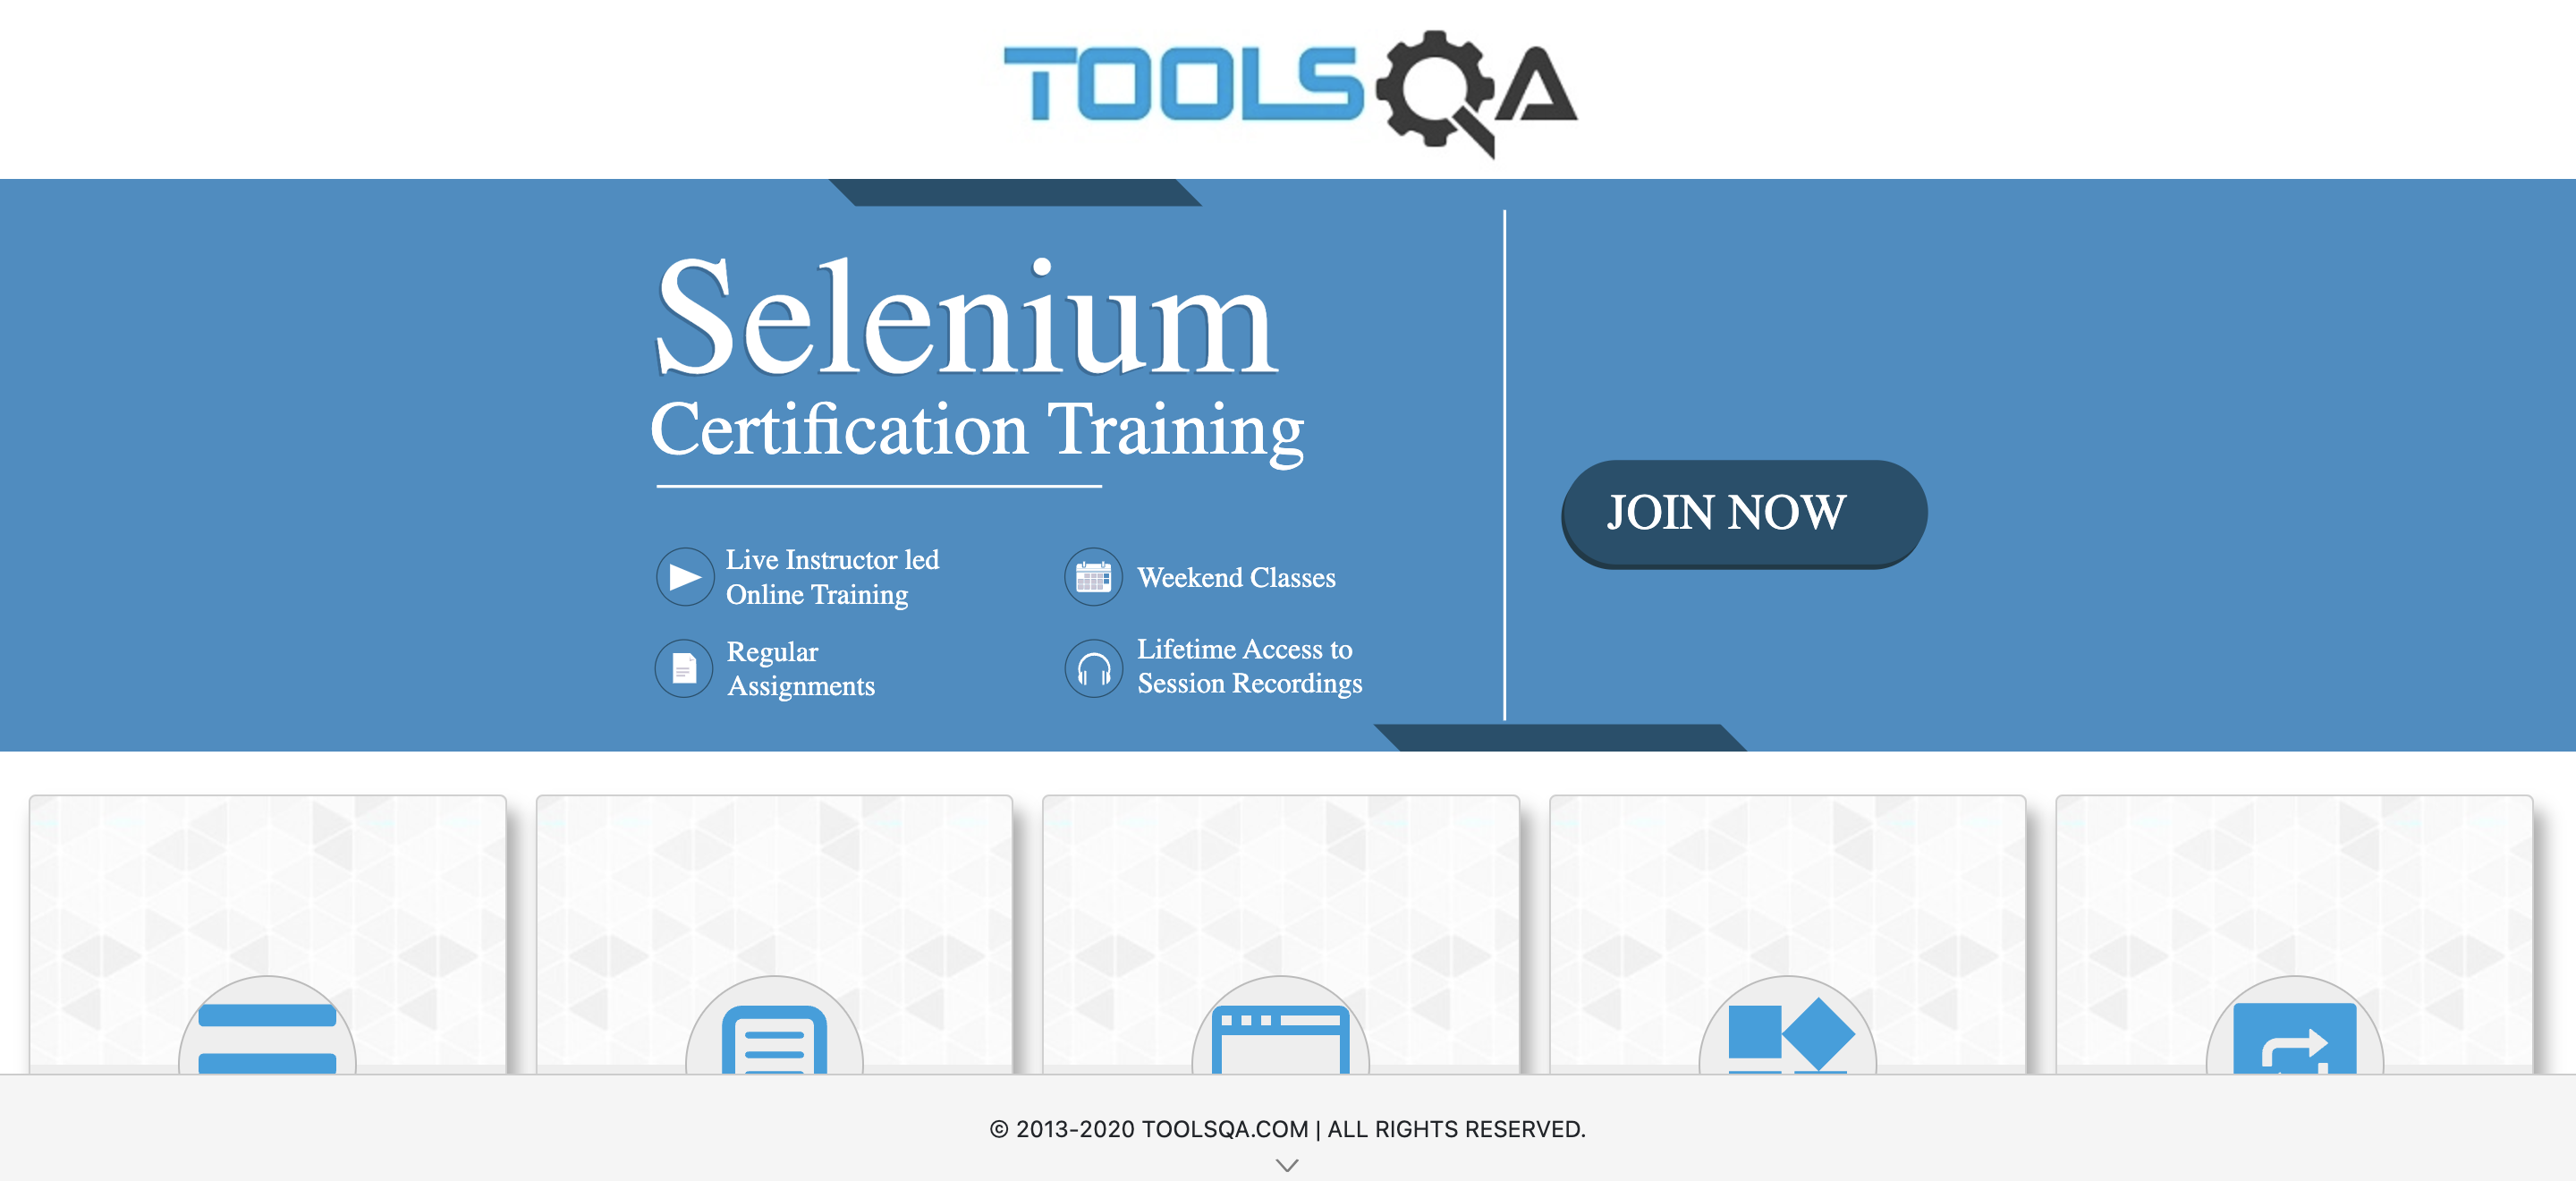 TOOLSQA
Selenium
Certification Training
Live Instructor led
Online Training
Weekend Classes
Regular
Assignments
Lifetime Access to
Session Recordings
JOIN NOW
© 2013-2020 TOOLSQA.COM | ALL RIGHTS RESERVED.